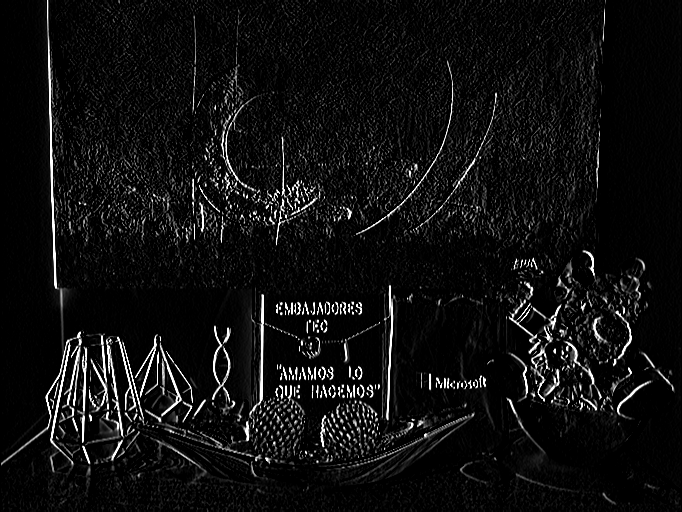 EMBAJADORES
TEC
"AMAMOS LO
QUE HACEMOS"
Microsoft